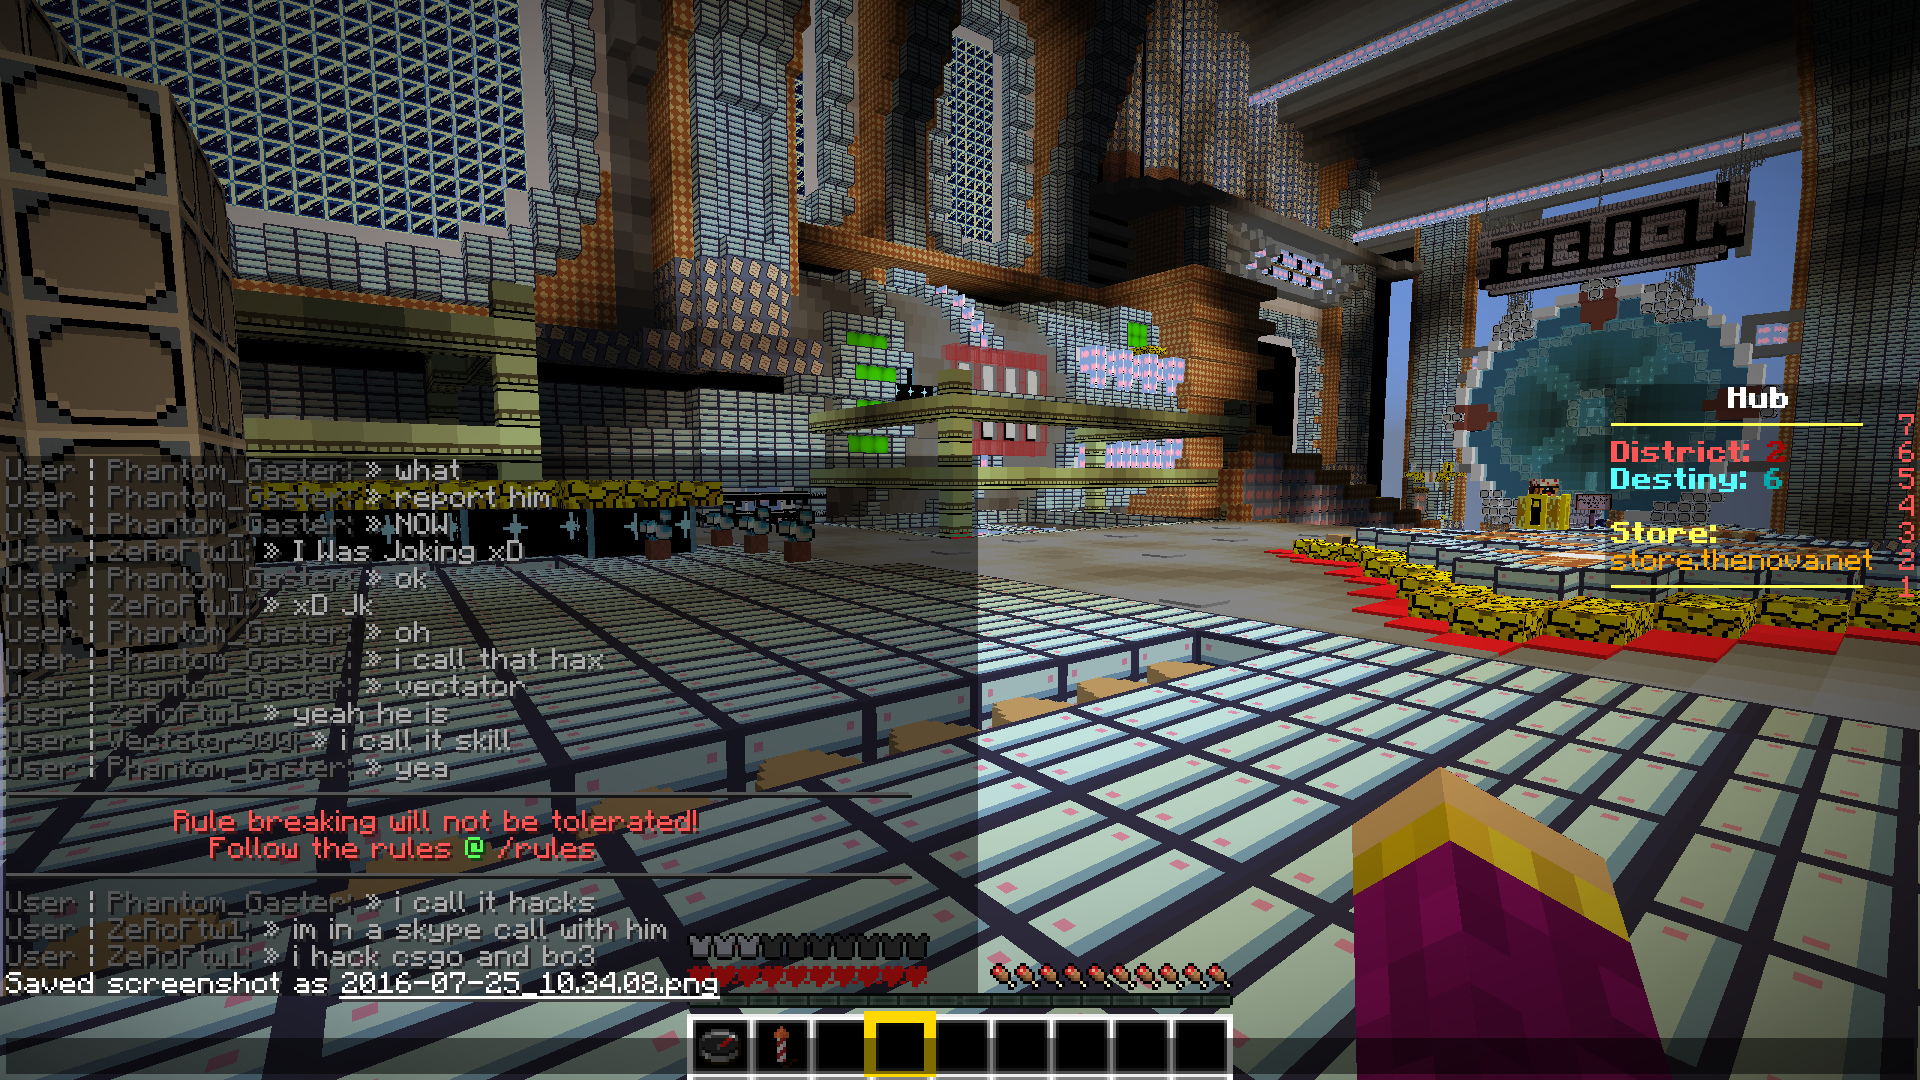 FACTION
User | Phantom_Gaster: » what
User | Phantom_Gaster: » report him
User | Phantom_Gaster: » NOW
User | ZeRoFtw1: » I Was Joking xD
User | Phantom_Gaster: » ok
User | ZeRoFtw1: » xD Jk
User | Phantom_Gaster: » oh
User | Phantom_Gaster: » i call that hax
User | Phantom_Gaster: » vectator
User | ZeRoFtw1: » yeah he is
User | Vectator999: » i call it skill
User | Phantom_Gaster: » yea
Rule breaking will not be tolerated!
Follow the rules @ /rules
User | Phantom_Gaster: » i call it hacks
User | ZeRoFtw1: » im in a skype call with him
User | ZeRoFtw1: » i hack csgo and bo3
Saved screenshot as 2016-07-25_10.34.08.png
Hub
7
District: 2 6
Destiny: 6 5
4
Store: 3
store.thenova.net 2
1